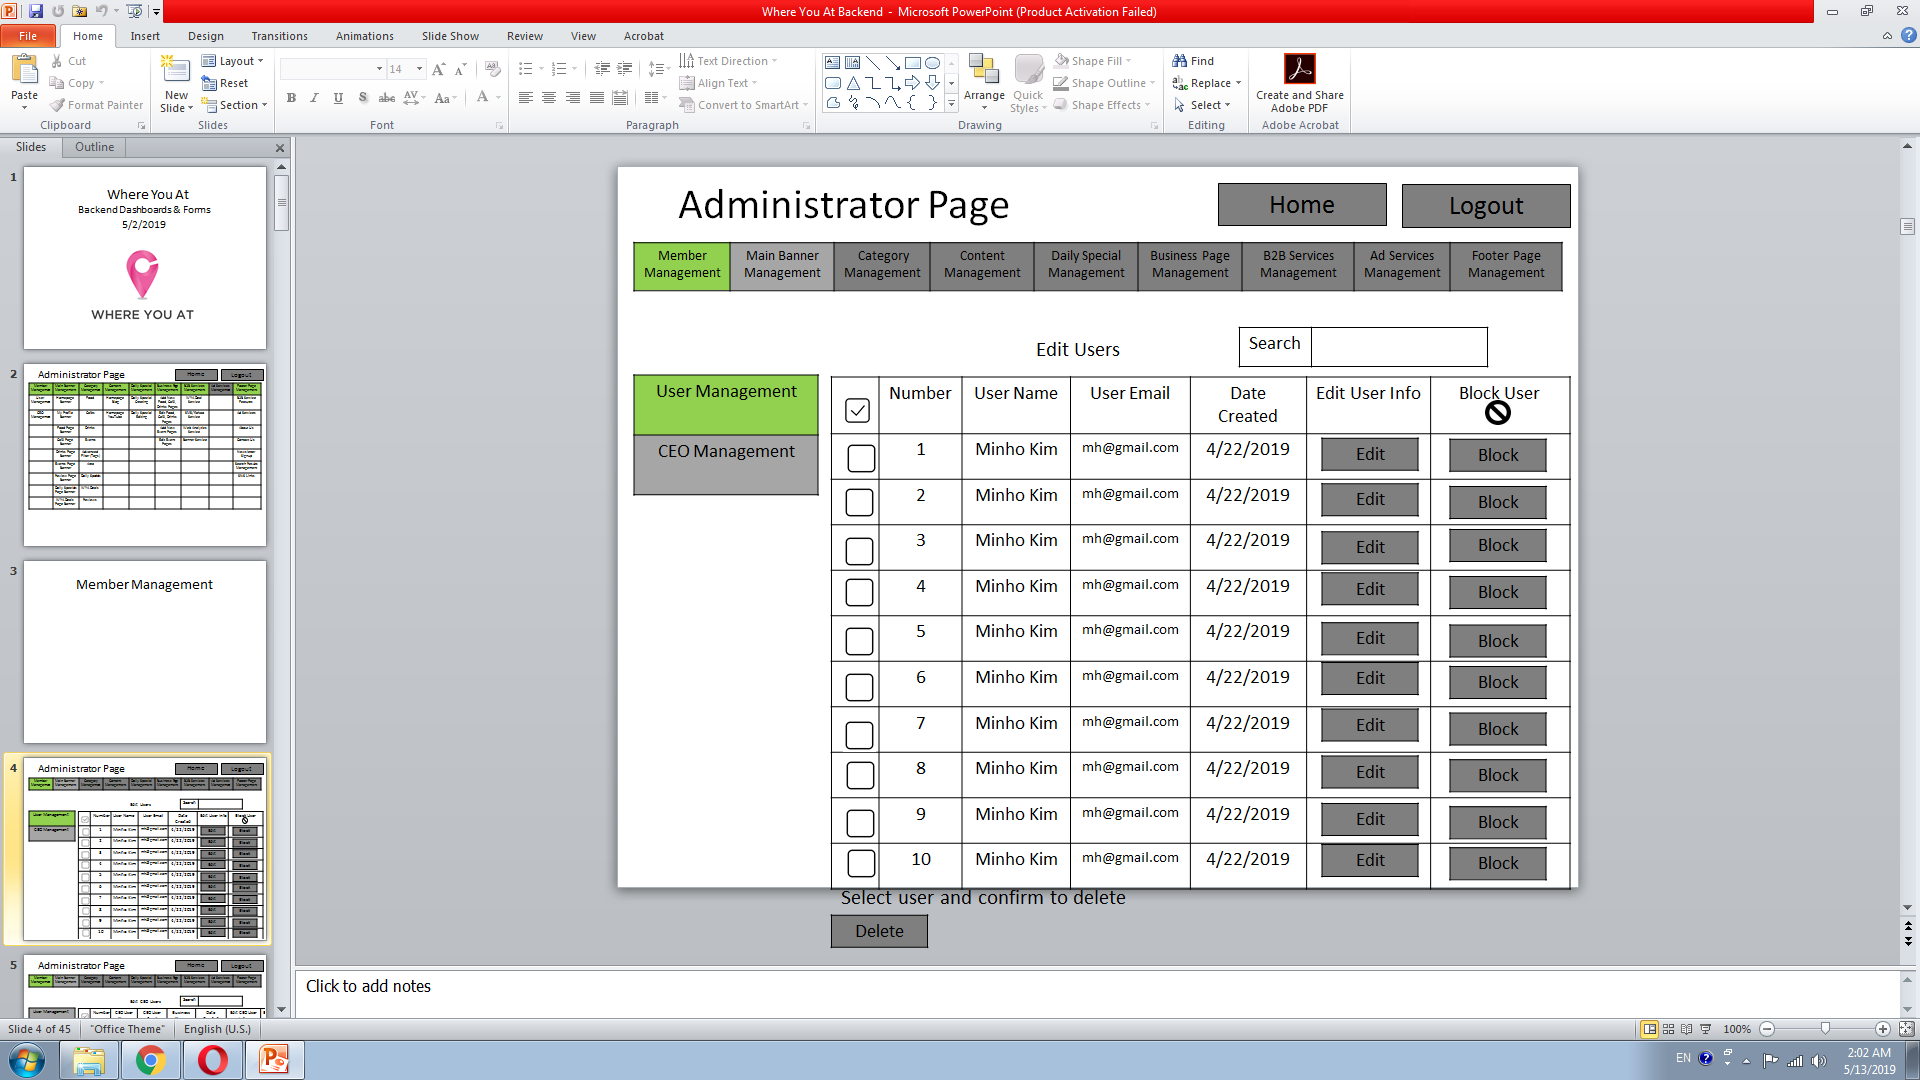 Where You At Backend - Microsoft PowerPoint (Product Activation Failed)
File Home Insert Design Transitions Animations Slide Show Review View Acrobat
Paste
Cut
Copy
Format Painter
Clipboard
New
Slide
Layout
Reset
Section
Slides
14
Font
Text Direction
Align Text
Convert to SmartArt
Paragraph
Arrange
Quick
Styles
Shape Fill
Shape Outline
Shape Effects
Drawing
Find
Replace
Select
Editing
Create and Share
Adobe PDF
Adobe Acrobat
Slides Outline
1
Where You At
Backend Dashboards & Forms
5/2/2019
WHERE YOU AT
2
Administrator Page Home Logout
3
Member Management
4
Administrator Page Home Logout
5
Administrator Page Home Logout
Administrator Page
Home
Logout
Member Management
Main Banner Management
Category Management
Content Management
Daily Special Management
Business Page Management
B2B Services Management
Ad Services Management
Footer Page Management
Edit Users
Search
User Management
CEO Management
Number User Name User Email Date Created Edit User Info Block User
1 Minho Kim mh@gmail.com 4/22/2019 Edit Block
2 Minho Kim mh@gmail.com 4/22/2019 Edit Block
3 Minho Kim mh@gmail.com 4/22/2019 Edit Block
4 Minho Kim mh@gmail.com 4/22/2019 Edit Block
5 Minho Kim mh@gmail.com 4/22/2019 Edit Block
6 Minho Kim mh@gmail.com 4/22/2019 Edit Block
7 Minho Kim mh@gmail.com 4/22/2019 Edit Block
8 Minho Kim mh@gmail.com 4/22/2019 Edit Block
9 Minho Kim mh@gmail.com 4/22/2019 Edit Block
10 Minho Kim mh@gmail.com 4/22/2019 Edit Block
Select user and confirm to delete
Delete
Click to add notes
Slide 4 of 45 "Office Theme" English (U.S.)
100%
EN
2:02 AM
5/13/2019